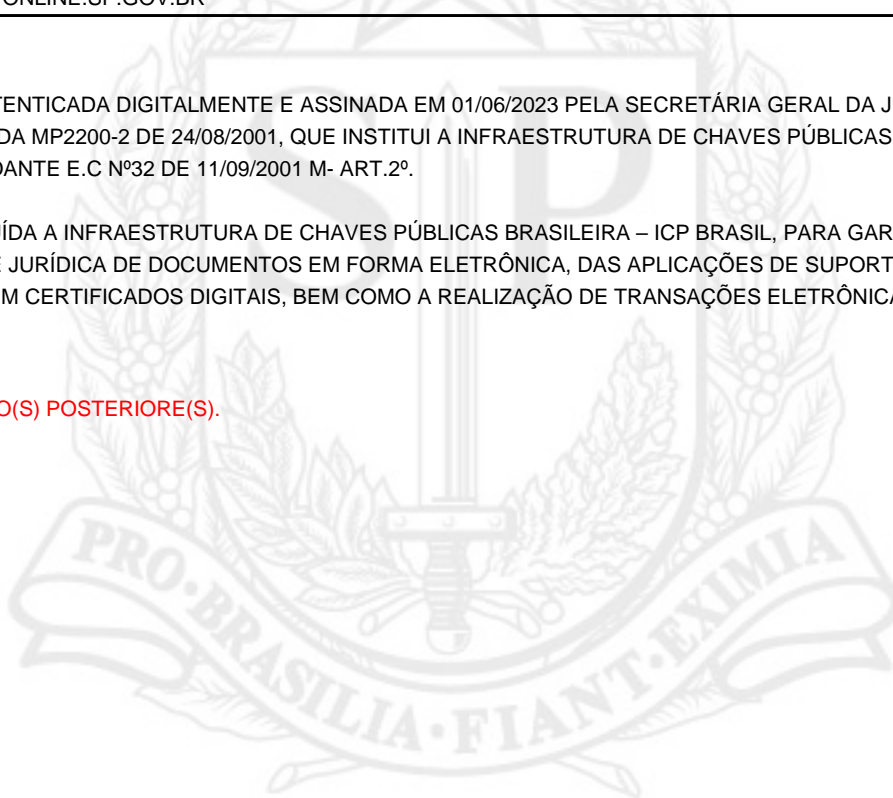 ONLINE.SP.GOV.BR
TENTICADA DIGITALMENTE E ASSINADA EM 01/06/2023 PELA SECRETÁRIA GERAL DA J
DA MP2200-2 DE 24/08/2001, QUE INSTITUI A INFRAESTRUTURA DE CHAVES PÚBLICAS
DANTE E.C Nº32 DE 11/09/2001 M- ART.2º.
ÍDA A INFRAESTRUTURA DE CHAVES PÚBLICAS BRASILEIRA – ICP BRASIL, PARA GAR
E JURÍDICA DE DOCUMENTOS EM FORMA ELETRÔNICA, DAS APLICAÇÕES DE SUPORT
M CERTIFICADOS DIGITAIS, BEM COMO A REALIZAÇÃO DE TRANSAÇÕES ELETRÔNICA
O(S) POSTERIORE(S).
SP
PRO·BRASILIA·FIANT·EXIMIA